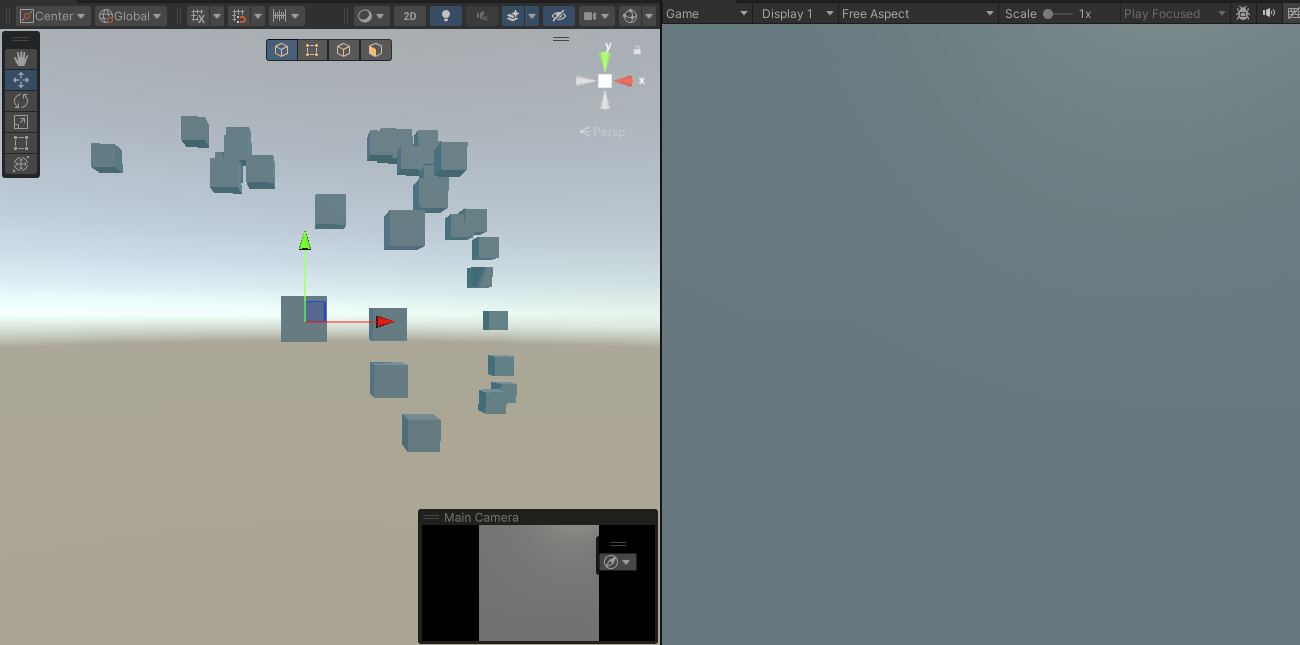 Center
Global
2D
Game
Display 1
Free Aspect
Scale
1x
Play Focused
y
x
Persp
Main Camera